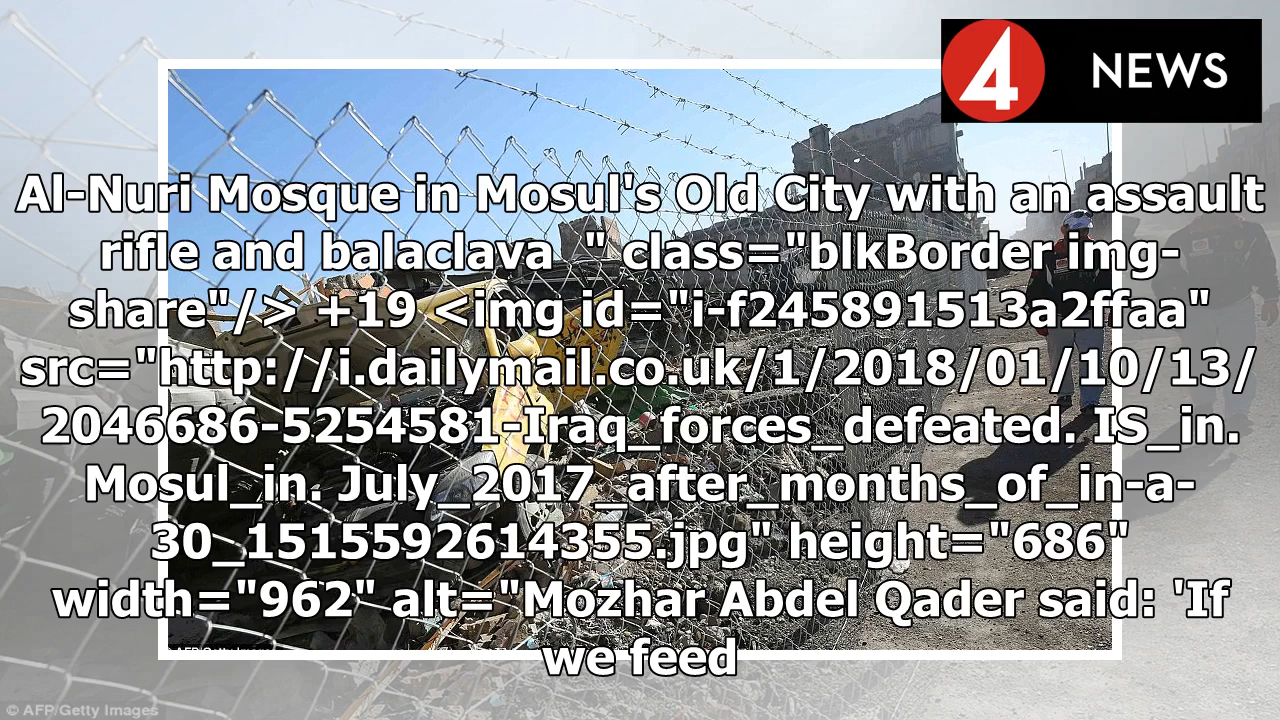 4 NEWS
Al-Nuri Mosque in Mosul's Old City with an assault
rifle and balaclava  " class="blkBorder img-
share"/> +19 <img id="i-f245891513a2ffaa"
src="http://i.dailymail.co.uk/1/2018/01/10/13/
2046686-5254581-Iraq_forces_defeated. IS_in.
Mosul_in. July_2017_after_months_of_in-a-
30_1515592614355.jpg" height="686"
width="962" alt="Mozhar Abdel Qader said: 'If
we feed
© AFP/Getty Images